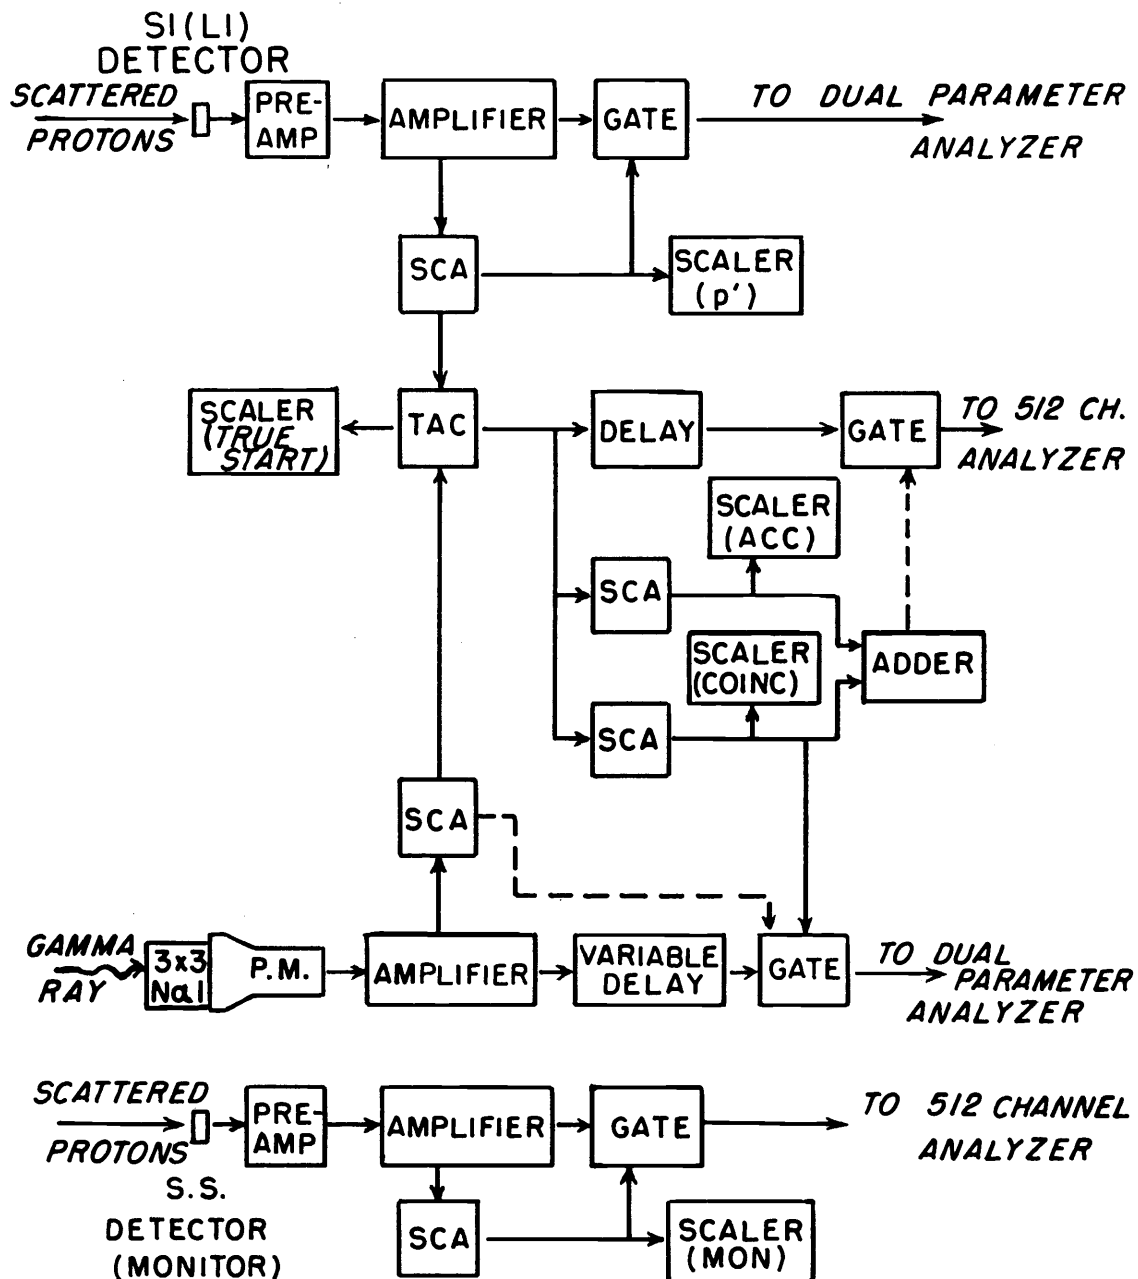 SI(LI)
DETECTOR
SCATTERED
PROTONS
PRE-
AMP
AMPLIFIER
GATE
TO DUAL PARAMETER
ANALYZER
SCA
SCALER
(p')
SCALER
(TRUE
START)
TAC
DELAY
GATE
TO 512 CH.
ANALYZER
SCALER
(ACC)
SCA
SCALER
(COINC)
ADDER
SCA
SCA
GAMMA
RAY
3x3
NaI
P.M.
AMPLIFIER
VARIABLE
DELAY
GATE
TO DUAL
PARAMETER
ANALYZER
SCATTERED
PROTONS
S.S.
DETECTOR
(MONITOR)
PRE-
AMP
AMPLIFIER
GATE
TO 512 CHANNEL
ANALYZER
SCA
SCALER
(MON)